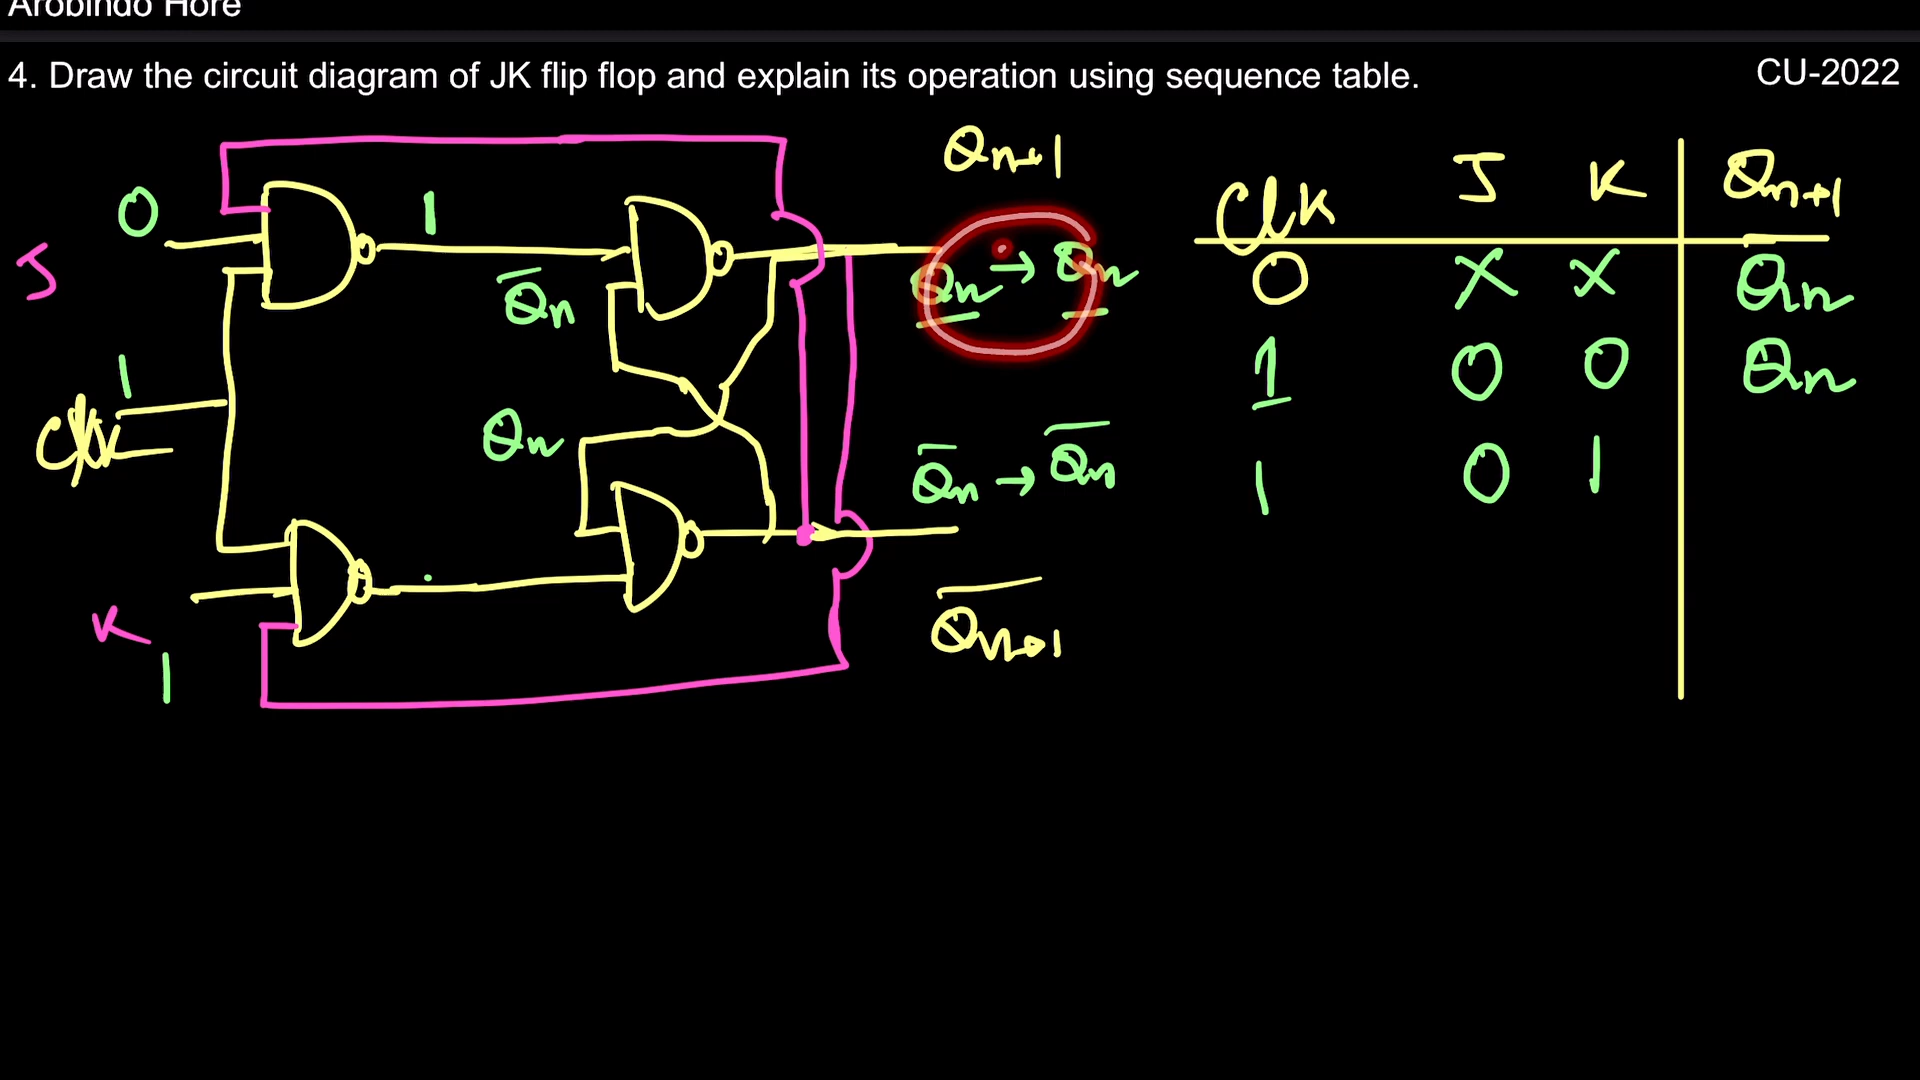 Arobindo Hore
4. Draw the circuit diagram of JK flip flop and explain its operation using sequence table. CU-2022
Qn+1
Clk J K Qn+1
0 1
J
Q̅n
Qn → Qn
0 X X Qn
1
1 0 0 Qn
Clk
Qn
Q̅n → Q̅n
1 0 1
K
Q̅n+1
1